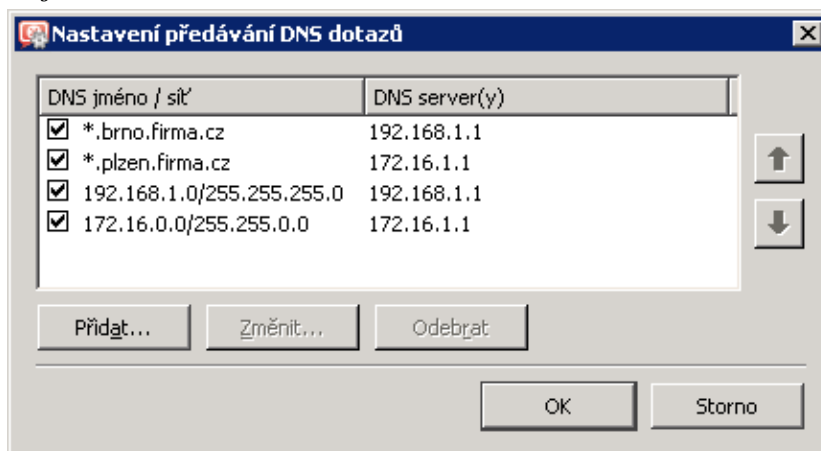 Nastavení předávání DNS dotazů
DNS jméno / síť DNS server(y)
*.brno.firma.cz 192.168.1.1
*.plzen.firma.cz 172.16.1.1
192.168.1.0/255.255.255.0 192.168.1.1
172.16.0.0/255.255.0.0 172.16.1.1
Přidat... Změnit... Odebrat
OK Storno